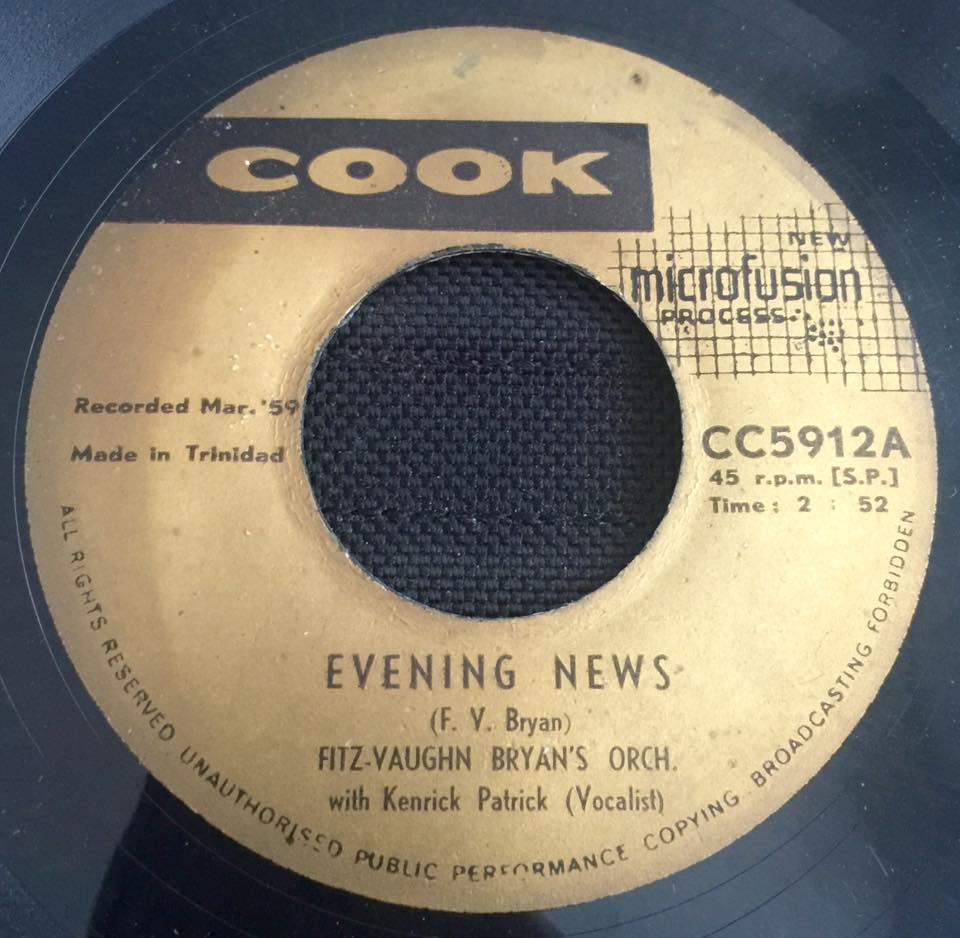 COOK
NEW
microfusion
PROCESS
Recorded Mar. '59
Made in Trinidad
CC5912A
45 r.p.m. [S.P.]
Time: 2 : 52
EVENING NEWS
(F. V. Bryan)
FITZ-VAUGHN BRYAN'S ORCH.
with Kenrick Patrick (Vocalist)
ALL RIGHTS RESERVED UNAUTHORISED PUBLIC PERFORMANCE COPYING BROADCASTING FORBIDDEN